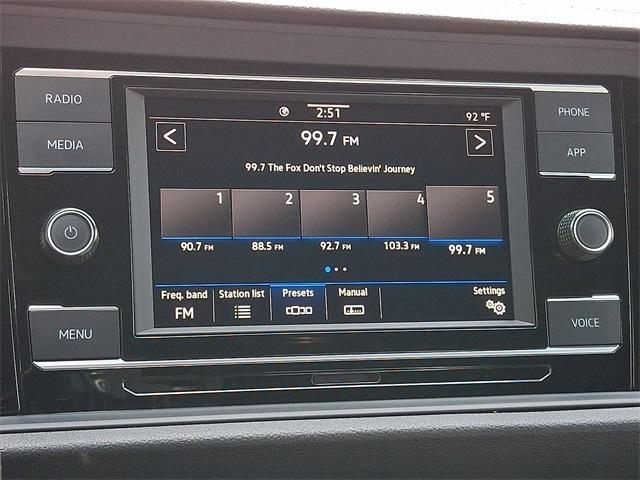 RADIO
MEDIA
MENU
2:51
92 °F
99.7 FM
99.7 The Fox Don't Stop Believin' Journey
1 2 3 4 5
90.7 FM 88.5 FM 92.7 FM 103.3 FM 99.7 FM
Freq. band Station list Presets Manual Settings
FM
PHONE
APP
VOICE